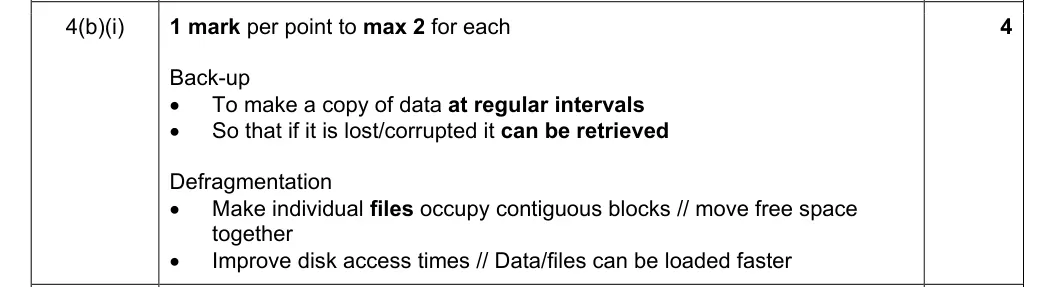 4(b)(i) 1 mark per point to max 2 for each 4
Back-up
• To make a copy of data at regular intervals
• So that if it is lost/corrupted it can be retrieved
Defragmentation
• Make individual files occupy contiguous blocks // move free space
together
• Improve disk access times // Data/files can be loaded faster